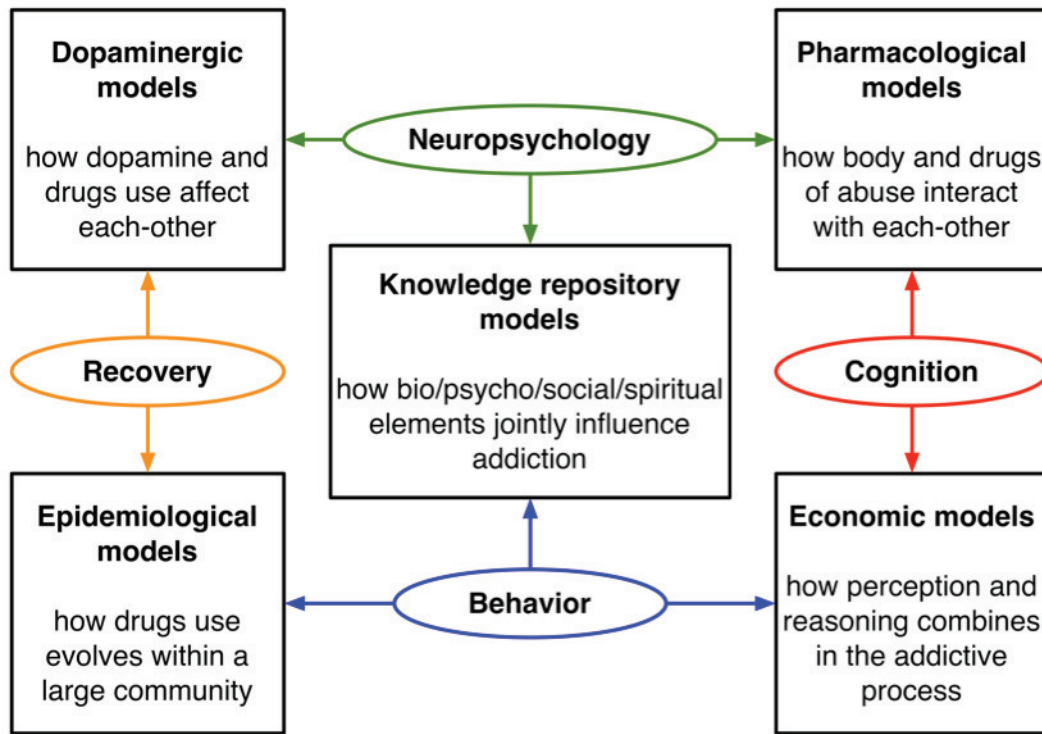 Dopaminergic
models
how dopamine and
drugs use affect
each-other
Neuropsychology
Pharmacological
models
how body and drugs
of abuse interact
with each-other
Knowledge repository
models
how bio/psycho/social/spiritual
elements jointly influence
addiction
Recovery
Cognition
Epidemiological
models
how drugs use
evolves within a
large community
Behavior
Economic models
how perception and
reasoning combines
in the addictive
process